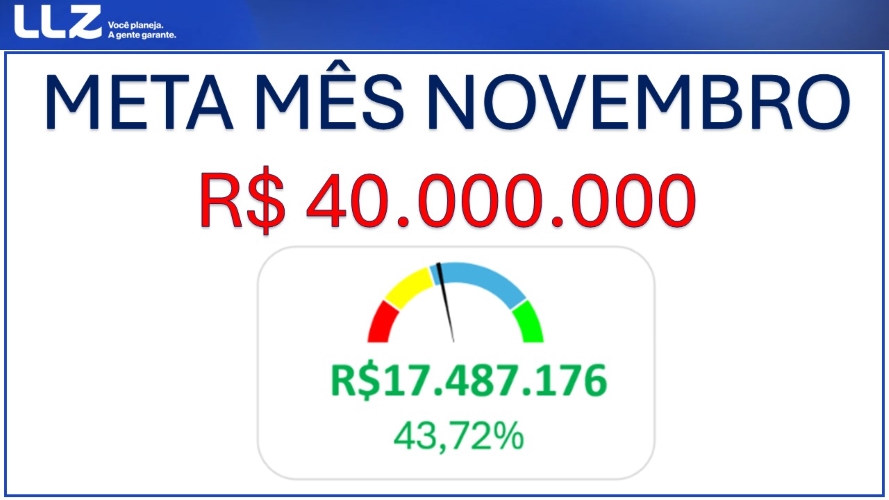 LLZ
Você planeja.
A gente garante.
META MÊS NOVEMBRO
R$ 40.000.000
R$17.487.176
43,72%